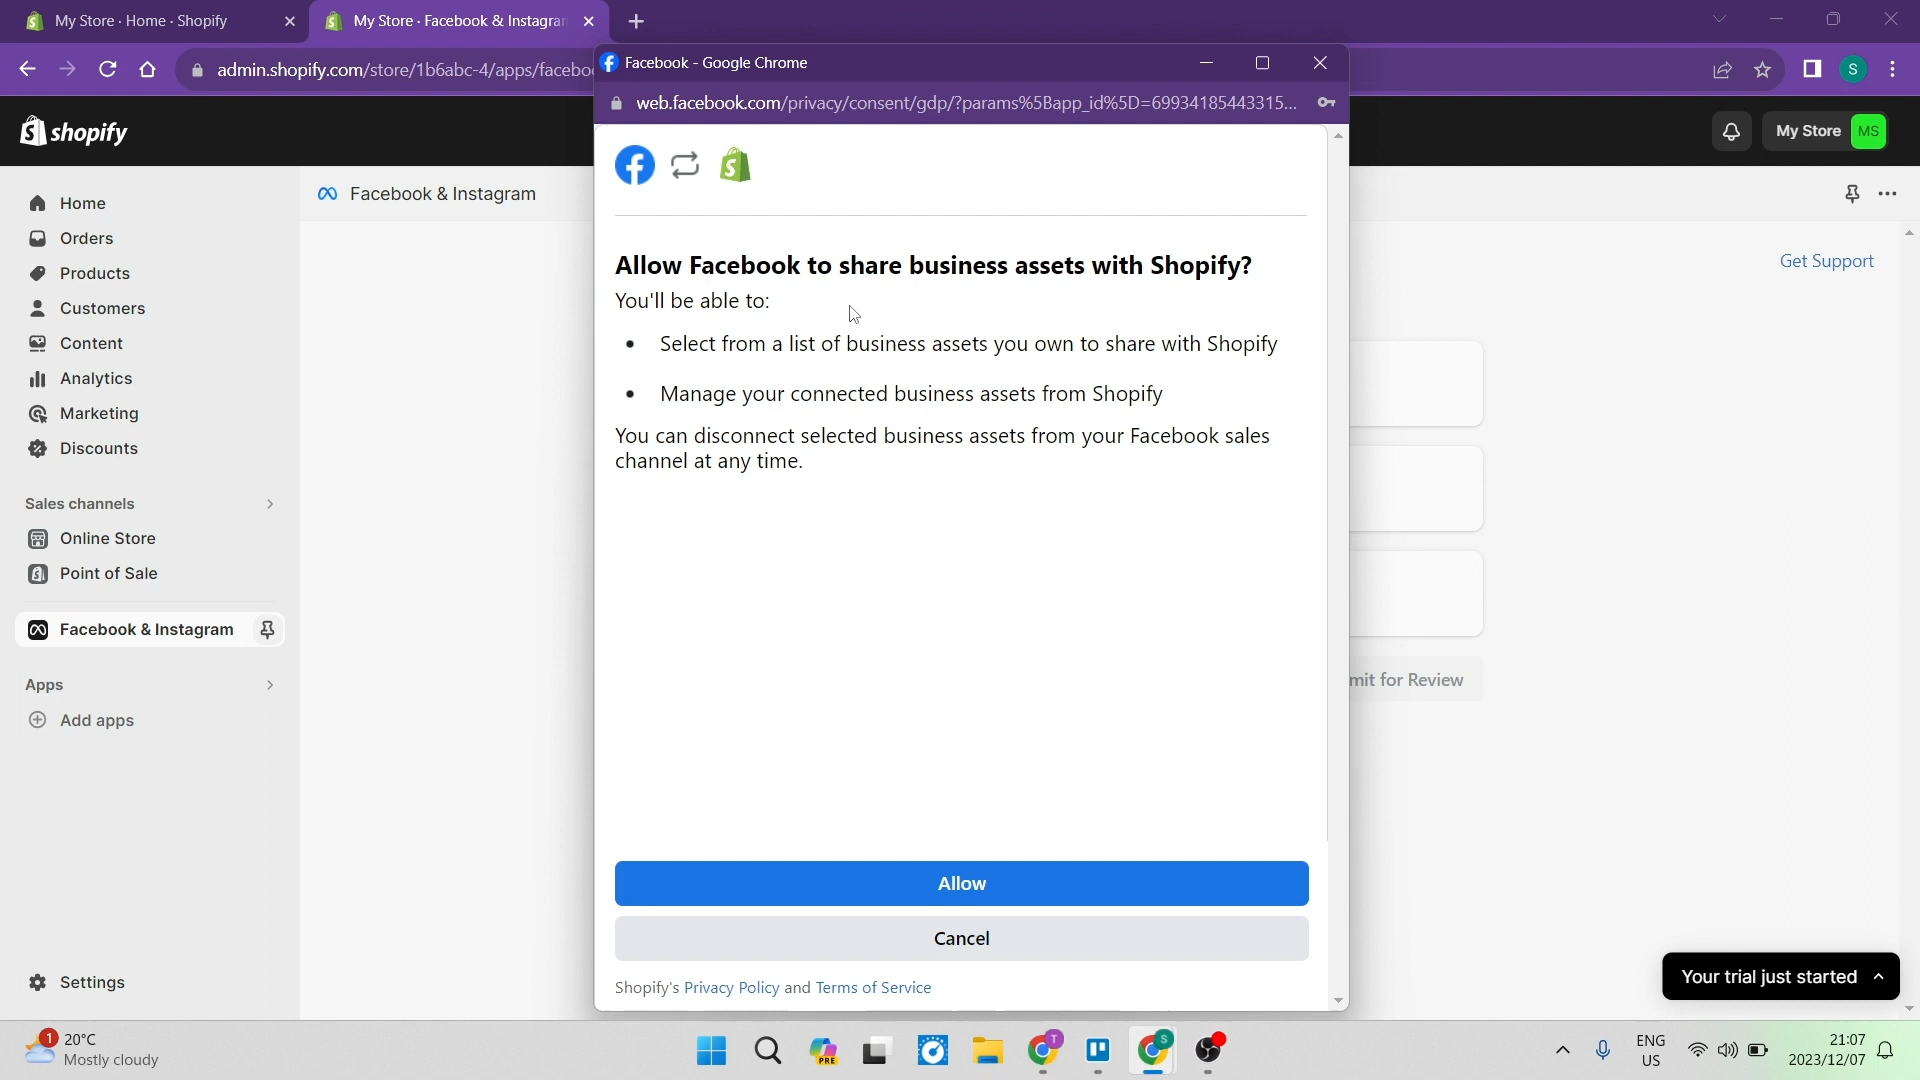 My Store · Home · Shopify
My Store · Facebook & Instagram
admin.shopify.com/store/1b6abc-4/apps/facebo
S
Facebook - Google Chrome
web.facebook.com/privacy/consent/gdp/?params%5Bapp_id%5D=69934185443315...
shopify
My Store
MS
Home
Orders
Products
Customers
Content
Analytics
Marketing
Discounts
Sales channels
Online Store
Point of Sale
Facebook & Instagram
Apps
Add apps
Settings
Facebook & Instagram
Get Support
Allow Facebook to share business assets with Shopify?
You'll be able to:
• Select from a list of business assets you own to share with Shopify
• Manage your connected business assets from Shopify
You can disconnect selected business assets from your Facebook sales
channel at any time.
mit for Review
Allow
Cancel
Shopify's Privacy Policy and Terms of Service
Your trial just started
1
20°C
Mostly cloudy
PRE
T
S
ENG
US
21:07
2023/12/07